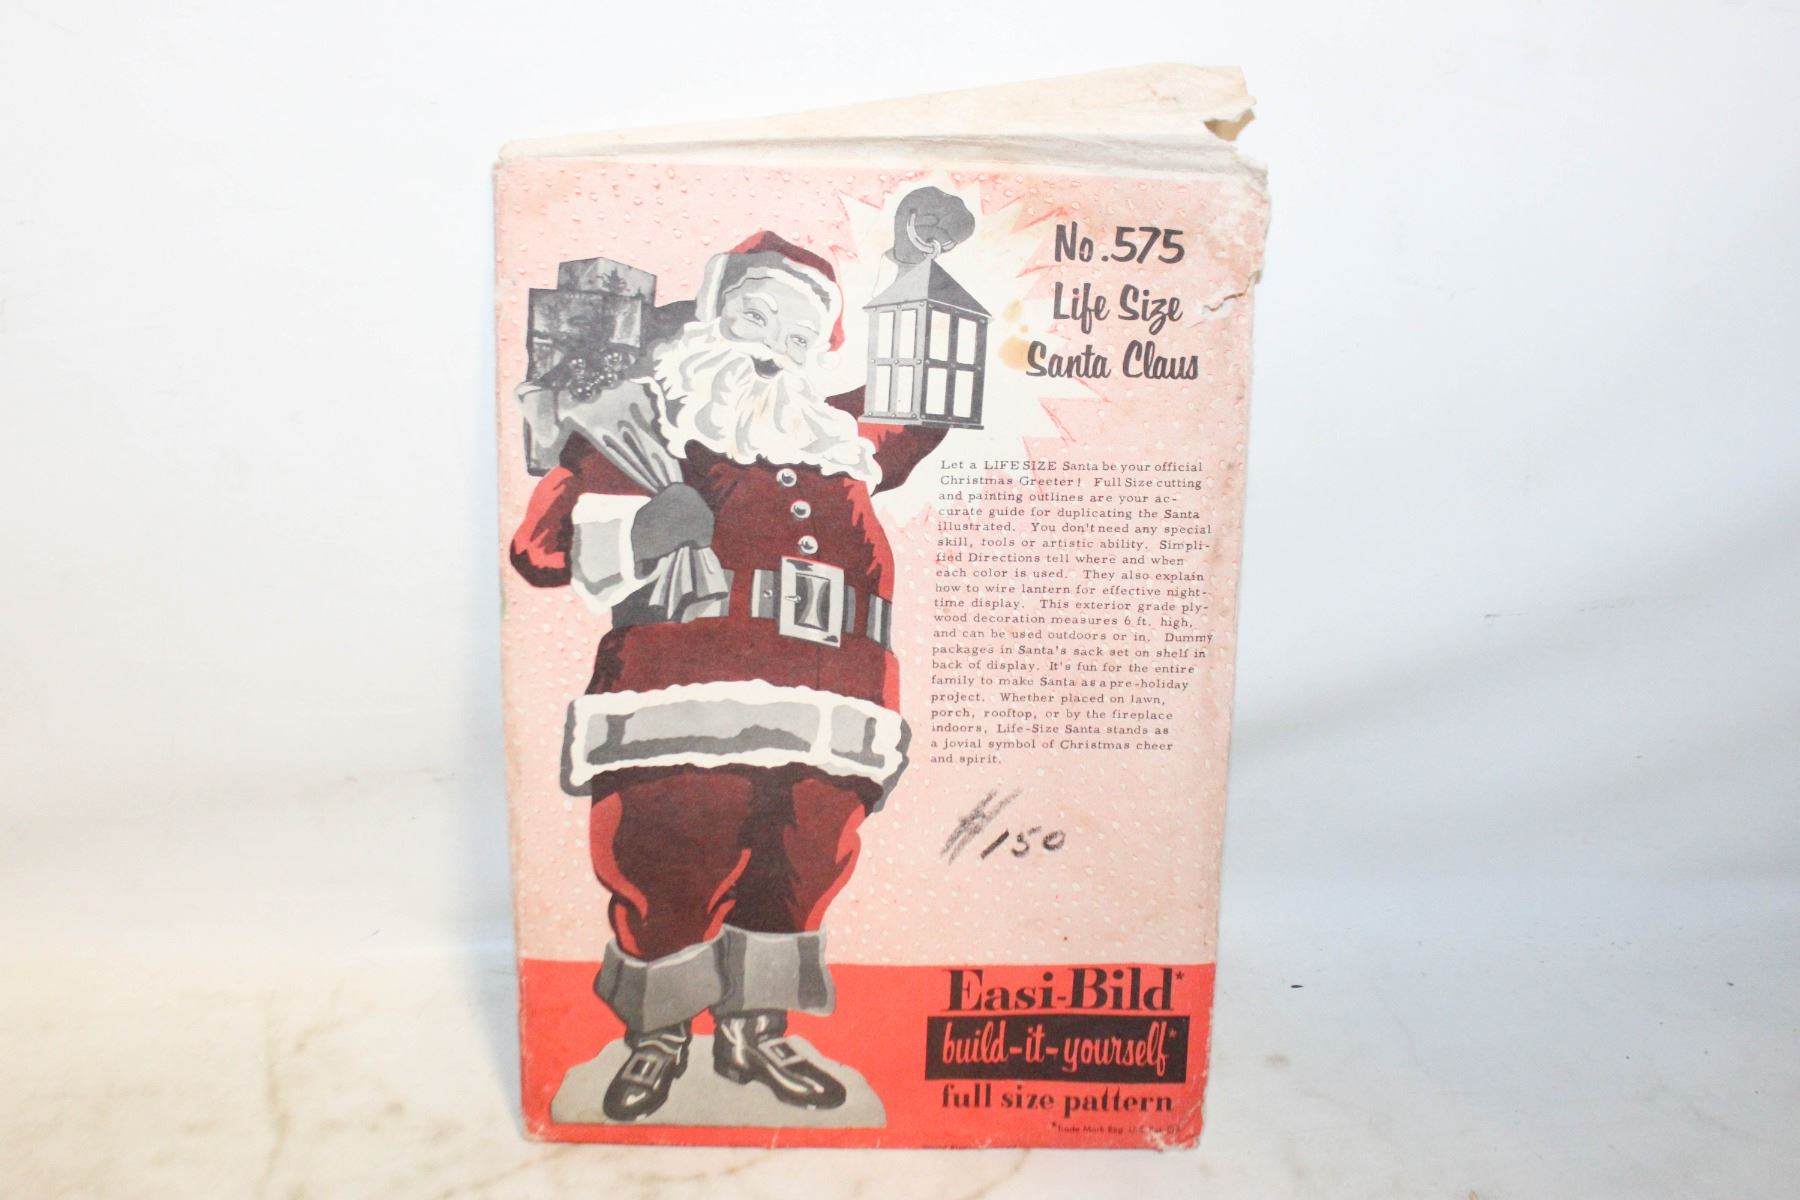 No. 575
Life Size
Santa Claus
Let a LIFESIZE Santa be your official
Christmas Greeter! Full Size cutting
and painting outlines are your ac-
curate guide for duplicating the Santa
illustrated. You don't need any special
skill, tools or artistic ability. Simpli-
fied Directions tell where and when
each color is used. They also explain
how to wire lantern for effective night-
time display. This exterior grade ply-
wood decoration measures 6 ft. high,
and can be used outdoors or in. Dummy
packages in Santa's sack set on shelf in
back of display. It's fun for the entire
family to make Santa as a pre-holiday
project. Whether placed on lawn,
porch, rooftop, or by the fireplace
indoors, Life-Size Santa stands as
a jovial symbol of Christmas cheer
and spirit.
150
Easi-Bild*
build-it-yourself*
full size pattern
*Trade Mark Reg. U.S. Pat. Off.